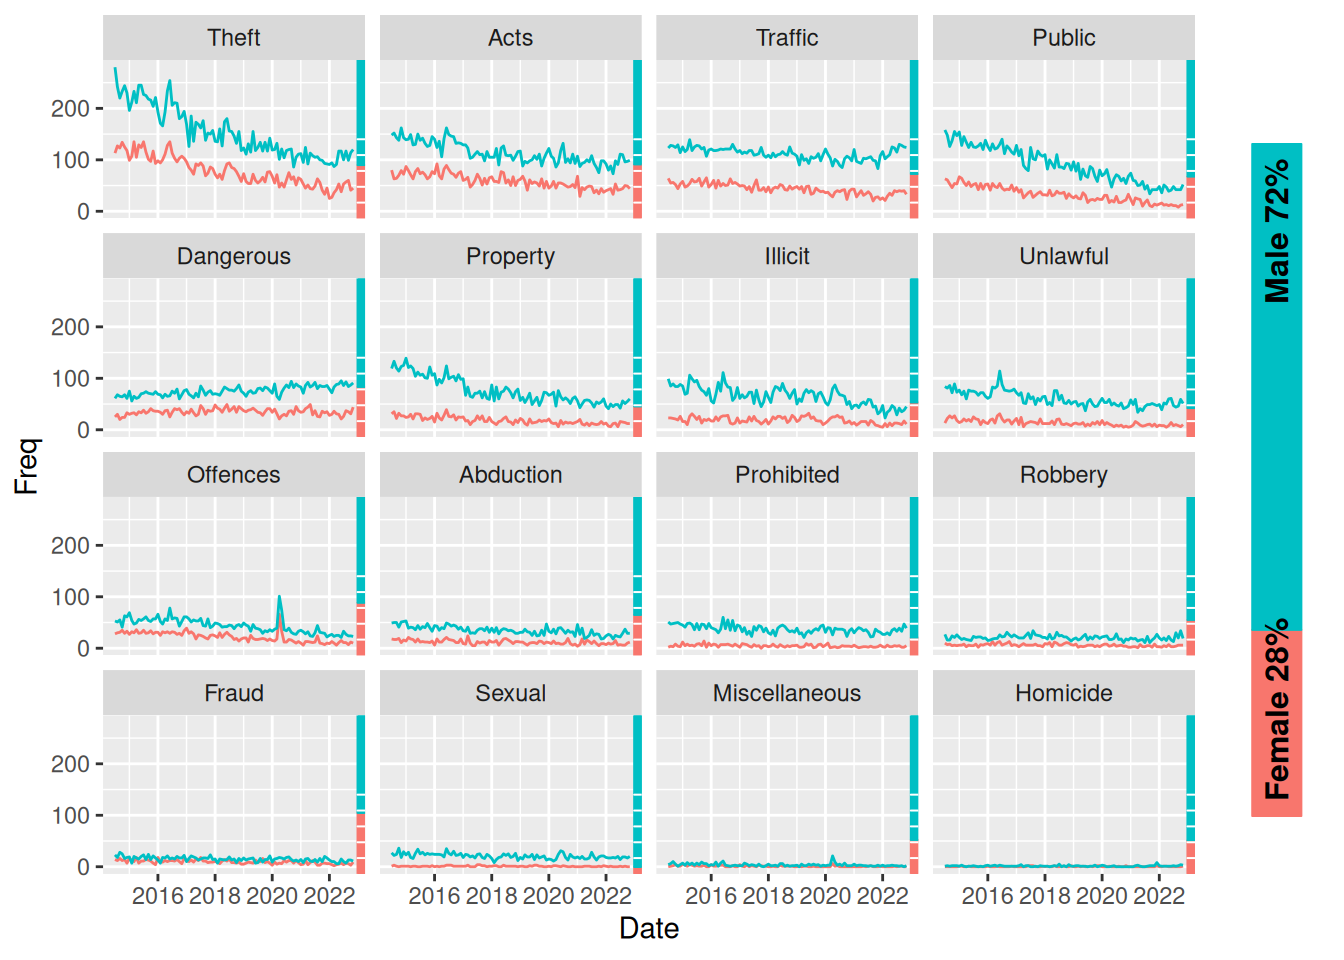 Theft Acts Traffic Public
200
100
0
Dangerous Property Illicit Unlawful
200
100
0
Offences Abduction Prohibited Robbery
200
100
0
Fraud Sexual Miscellaneous Homicide
200
100
0
2016 2018 2020 2022 2016 2018 2020 2022 2016 2018 2020 2022 2016 2018 2020 2022
Date
Freq
Male 72%
Female 28%